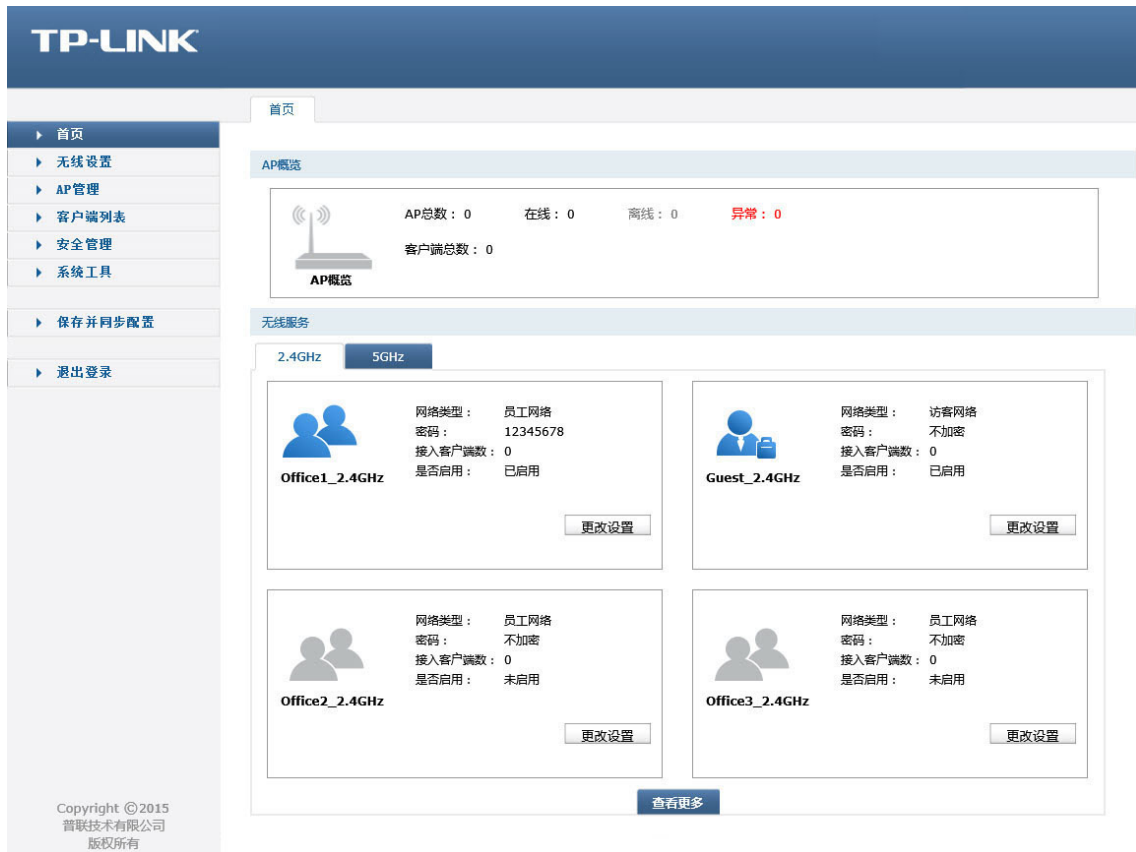 TP-LINK
首页
首页
无线设置
AP管理
客户端列表
安全管理
系统工具
保存并同步配置
退出登录
AP概览
AP总数： 0 在线： 0 离线： 0 异常： 0
客户端总数： 0
AP概览
无线服务
2.4GHz 5GHz
网络类型： 员工网络
密码： 12345678
接入客户端数： 0
是否启用： 已启用
Office1_2.4GHz
更改设置
网络类型： 访客网络
密码： 不加密
接入客户端数： 0
是否启用： 已启用
Guest_2.4GHz
更改设置
网络类型： 员工网络
密码： 不加密
接入客户端数： 0
是否启用： 未启用
Office2_2.4GHz
更改设置
网络类型： 员工网络
密码： 不加密
接入客户端数： 0
是否启用： 未启用
Office3_2.4GHz
更改设置
查看更多
Copyright ©2015
普联技术有限公司
版权所有